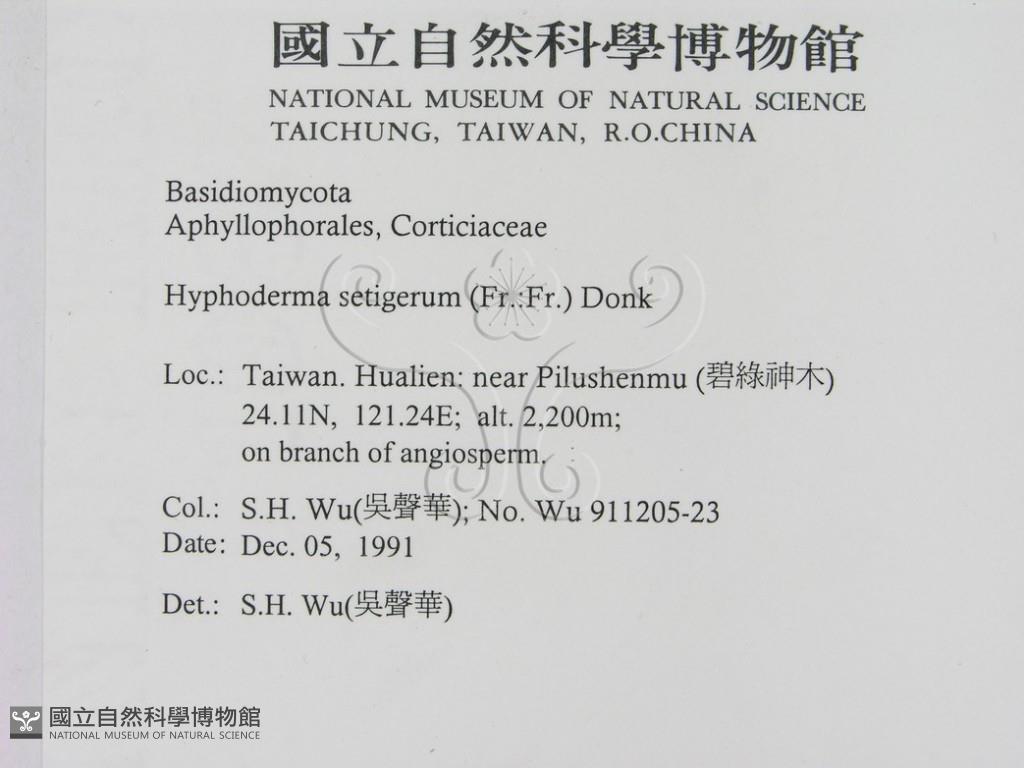 國立自然科學博物館
NATIONAL MUSEUM OF NATURAL SCIENCE
TAICHUNG, TAIWAN, R.O.CHINA
Basidiomycota
Aphyllophorales, Corticiaceae
Hyphoderma setigerum (Fr.:Fr.) Donk
Loc.: Taiwan. Hualien: near Pilushenmu (碧綠神木)
24.11N, 121.24E; alt. 2,200m;
on branch of angiosperm.
Col.: S.H. Wu(吳聲華); No. Wu 911205-23
Date: Dec. 05, 1991
Det.: S.H. Wu(吳聲華)
國立自然科學博物館
NATIONAL MUSEUM OF NATURAL SCIENCE